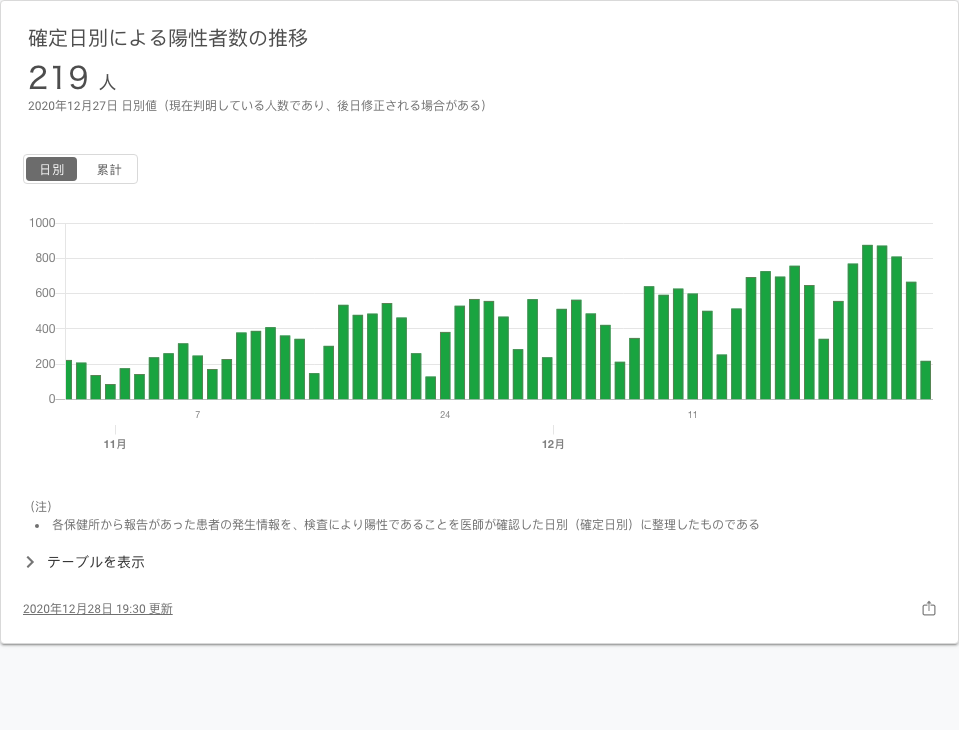 確定日別による陽性者数の推移
219 人
2020年12月27日 日別値（現在判明している人数であり、後日修正される場合がある）
日別 累計
1000
800
600
400
200
0
7 24 11
11月 12月
（注）
• 各保健所から報告があった患者の発生情報を、検査により陽性であることを医師が確認した日別（確定日別）に整理したものである
テーブルを表示
2020年12月28日 19:30 更新